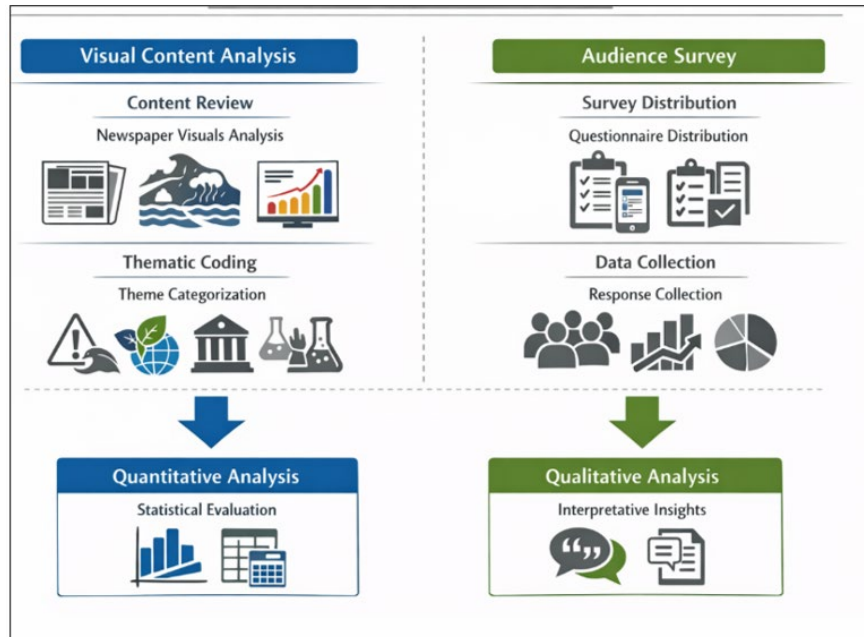 Visual Content Analysis
Content Review
Newspaper Visuals Analysis
Thematic Coding
Theme Categorization
Quantitative Analysis
Statistical Evaluation
Audience Survey
Survey Distribution
Questionnaire Distribution
Data Collection
Response Collection
Qualitative Analysis
Interpretative Insights